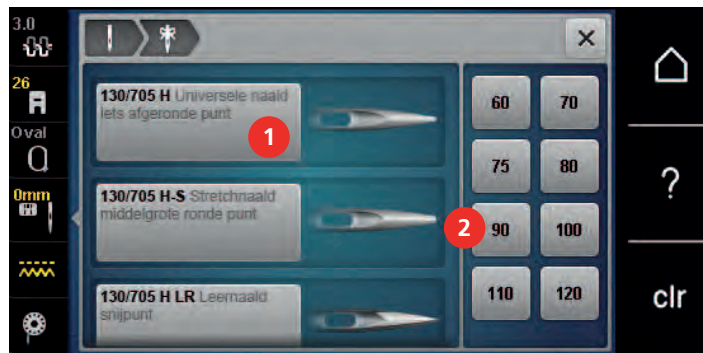 3.0
26
Oval
0mm
130/705 H Universele naald
iets afgeronde punt
1
130/705 H-S Stretchnaald
middelgrote ronde punt
130/705 H LR Leernaald
snijpunt
60 70
75 80
2
90 100
110 120
?
clr